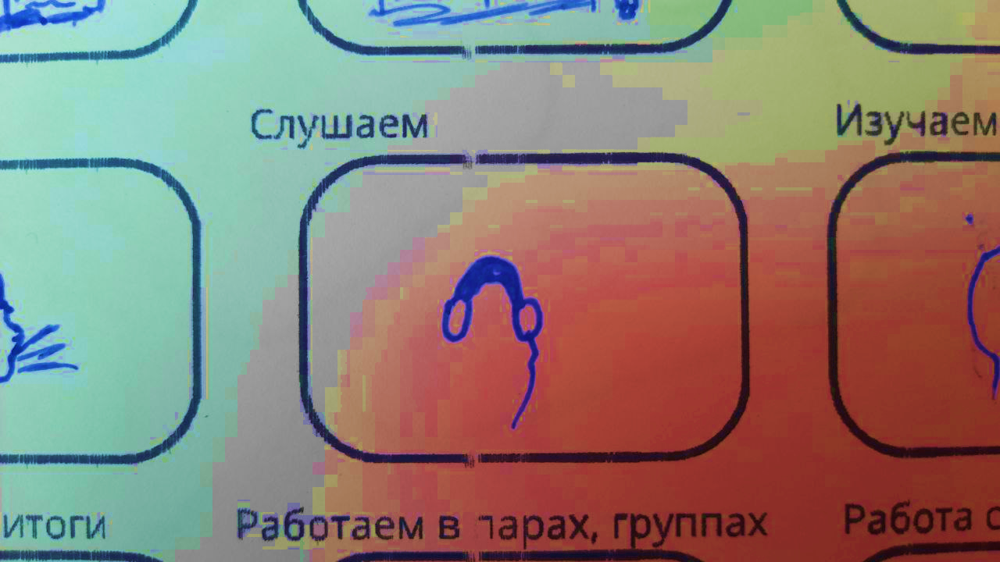 Слушаем
Изучаем
итоги
Работаем в парах, группах
Работа